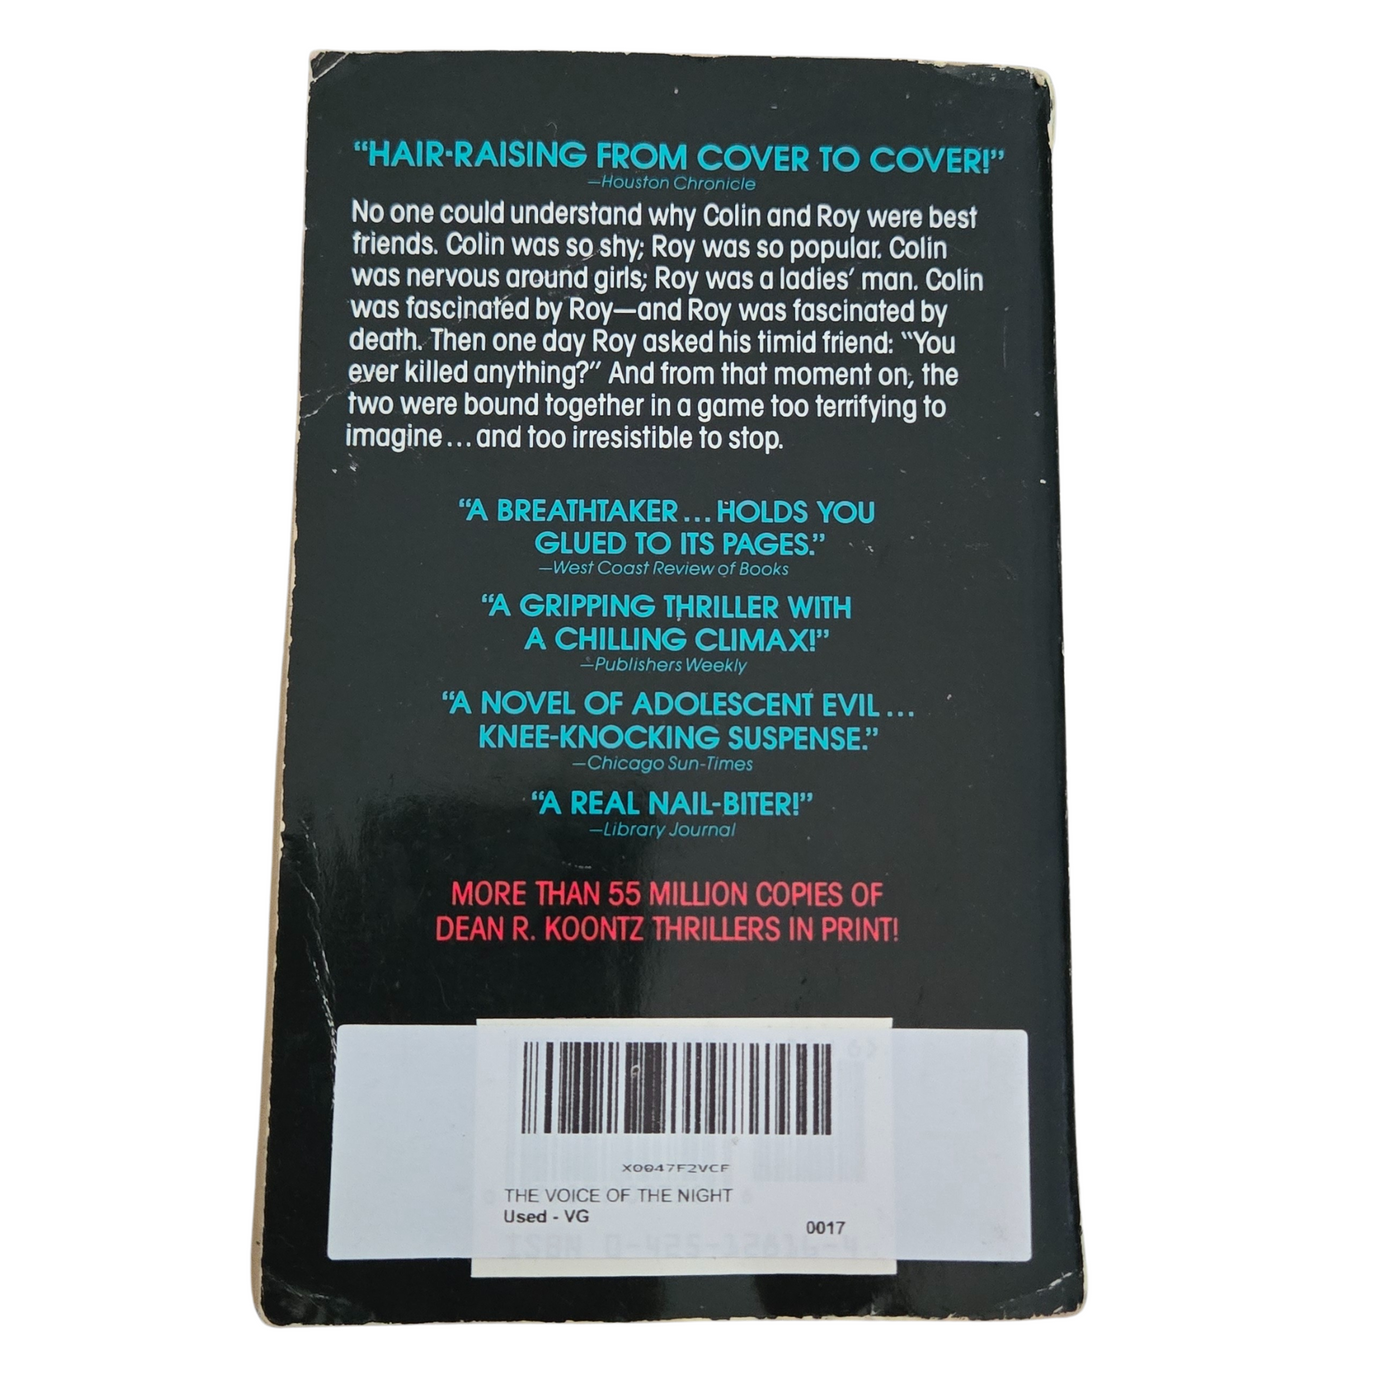 “HAIR-RAISING FROM COVER TO COVER!”
—Houston Chronicle
No one could understand why Colin and Roy were best
friends. Colin was so shy; Roy was so popular. Colin
was nervous around girls; Roy was a ladies’ man. Colin
was fascinated by Roy—and Roy was fascinated by
death. Then one day Roy asked his timid friend: “You
ever killed anything?” And from that moment on, the
two were bound together in a game too terrifying to
imagine...and too irresistible to stop.
“A BREATHTAKER...HOLDS YOU
GLUED TO ITS PAGES.”
—West Coast Review of Books
“A GRIPPING THRILLER WITH
A CHILLING CLIMAX!”
—Publishers Weekly
“A NOVEL OF ADOLESCENT EVIL...
KNEE-KNOCKING SUSPENSE.”
—Chicago Sun-Times
“A REAL NAIL-BITER!”
—Library Journal
MORE THAN 55 MILLION COPIES OF
DEAN R. KOONTZ THRILLERS IN PRINT!
X0047F2VCF
THE VOICE OF THE NIGHT
Used - VG
0017
ISBN 0-425-12816-4